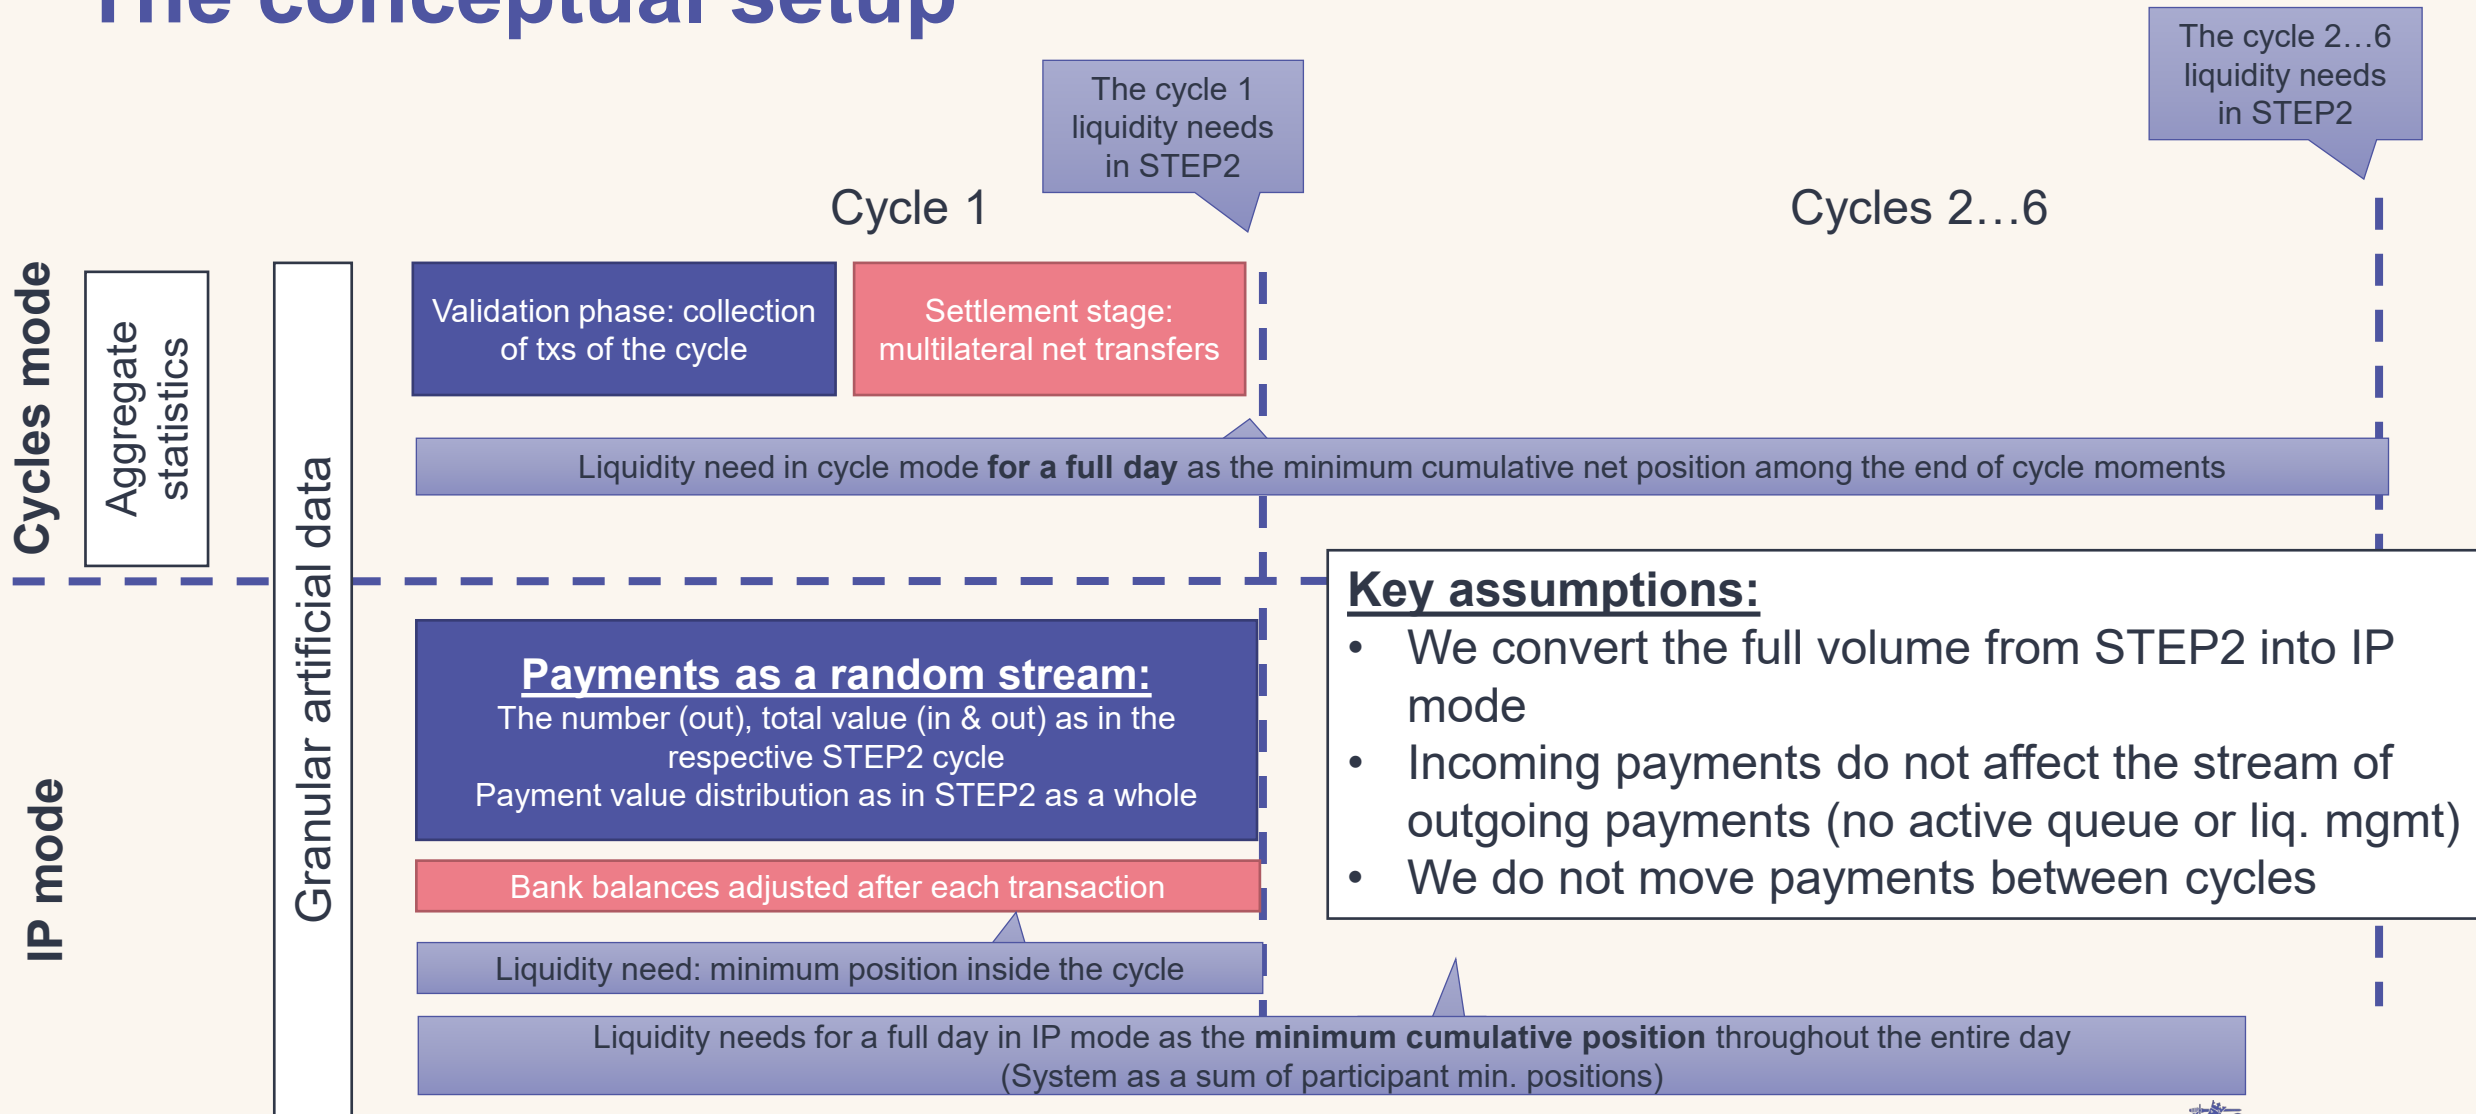 The conceptual setup
The cycle 1
liquidity needs
in STEP2
The cycle 2…6
liquidity needs
in STEP2
Cycle 1
Cycles 2…6
Cycles mode
Aggregate
statistics
Granular artificial data
Validation phase: collection
of txs of the cycle
Settlement stage:
multilateral net transfers
Liquidity need in cycle mode for a full day as the minimum cumulative net position among the end of cycle moments
IP mode
Payments as a random stream:
The number (out), total value (in & out) as in the
respective STEP2 cycle
Payment value distribution as in STEP2 as a whole
Bank balances adjusted after each transaction
Liquidity need: minimum position inside the cycle
Liquidity needs for a full day in IP mode as the minimum cumulative position throughout the entire day
(System as a sum of participant min. positions)
Key assumptions:
• We convert the full volume from STEP2 into IP
mode
• Incoming payments do not affect the stream of
outgoing payments (no active queue or liq. mgmt)
• We do not move payments between cycles